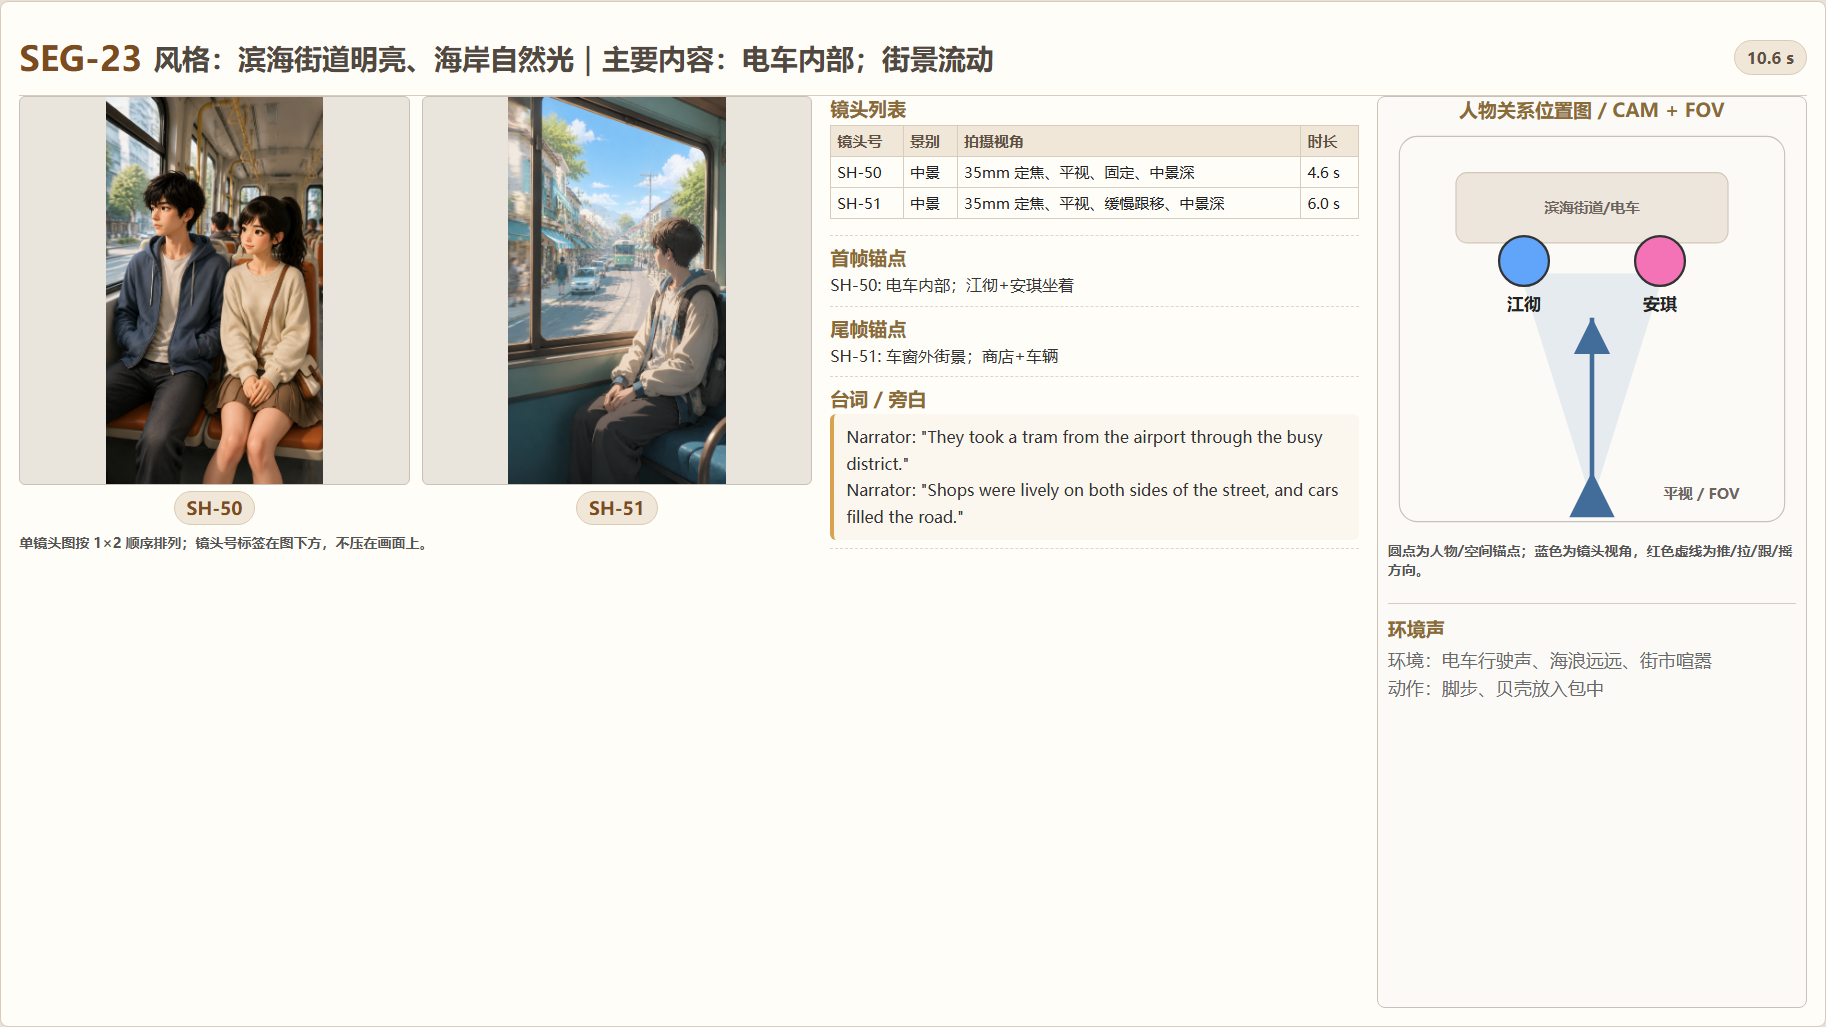 SEG-23 风格：滨海街道明亮、海岸自然光 | 主要内容：电车内部；街景流动
10.6 s
SH-50
SH-51
单镜头图按 1×2 顺序排列；镜头号标签在图下方，不压在画面上。
镜头列表
镜头号 景别 拍摄视角 时长
SH-50 中景 35mm 定焦、平视、固定、中景深 4.6 s
SH-51 中景 35mm 定焦、平视、缓慢跟移、中景深 6.0 s
首帧锚点
SH-50: 电车内部；江彻+安琪坐着
尾帧锚点
SH-51: 车窗外街景；商店+车辆
台词 / 旁白
Narrator: "They took a tram from the airport through the busy
district."
Narrator: "Shops were lively on both sides of the street, and cars
filled the road."
人物关系位置图 / CAM + FOV
滨海街道/电车
江彻 安琪
平视 / FOV
圆点为人物/空间锚点；蓝色为镜头视角，红色虚线为推/拉/跟/摇
方向。
环境声
环境：电车行驶声、海浪远远、街市喧嚣
动作：脚步、贝壳放入包中